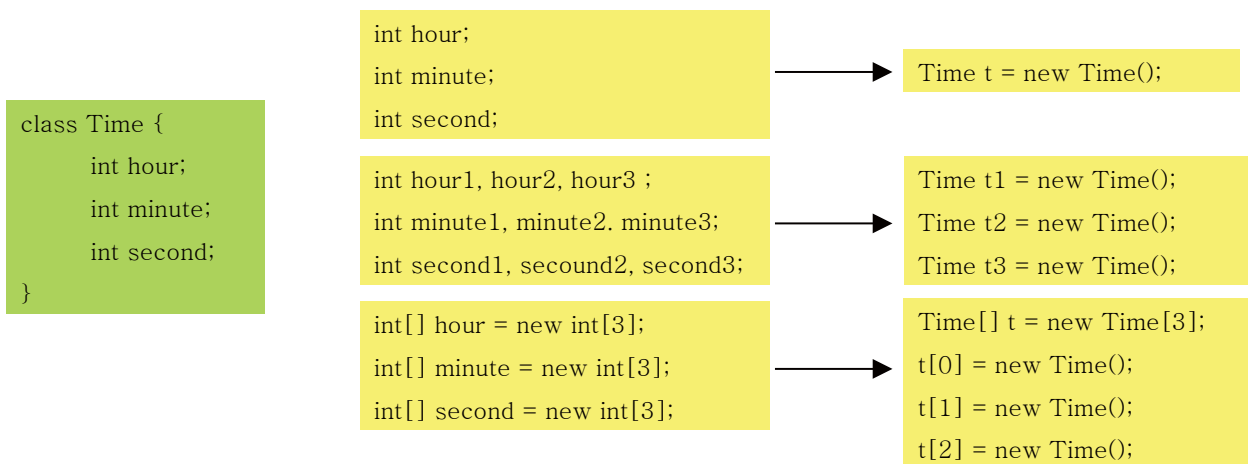 class Time {
int hour;
int minute;
int second;
}
int hour;
int minute;
int second;
Time t = new Time();
int hour1, hour2, hour3 ;
int minute1, minute2. minute3;
int second1, secound2, second3;
Time t1 = new Time();
Time t2 = new Time();
Time t3 = new Time();
int[] hour = new int[3];
int[] minute = new int[3];
int[] second = new int[3];
Time[] t = new Time[3];
t[0] = new Time();
t[1] = new Time();
t[2] = new Time();